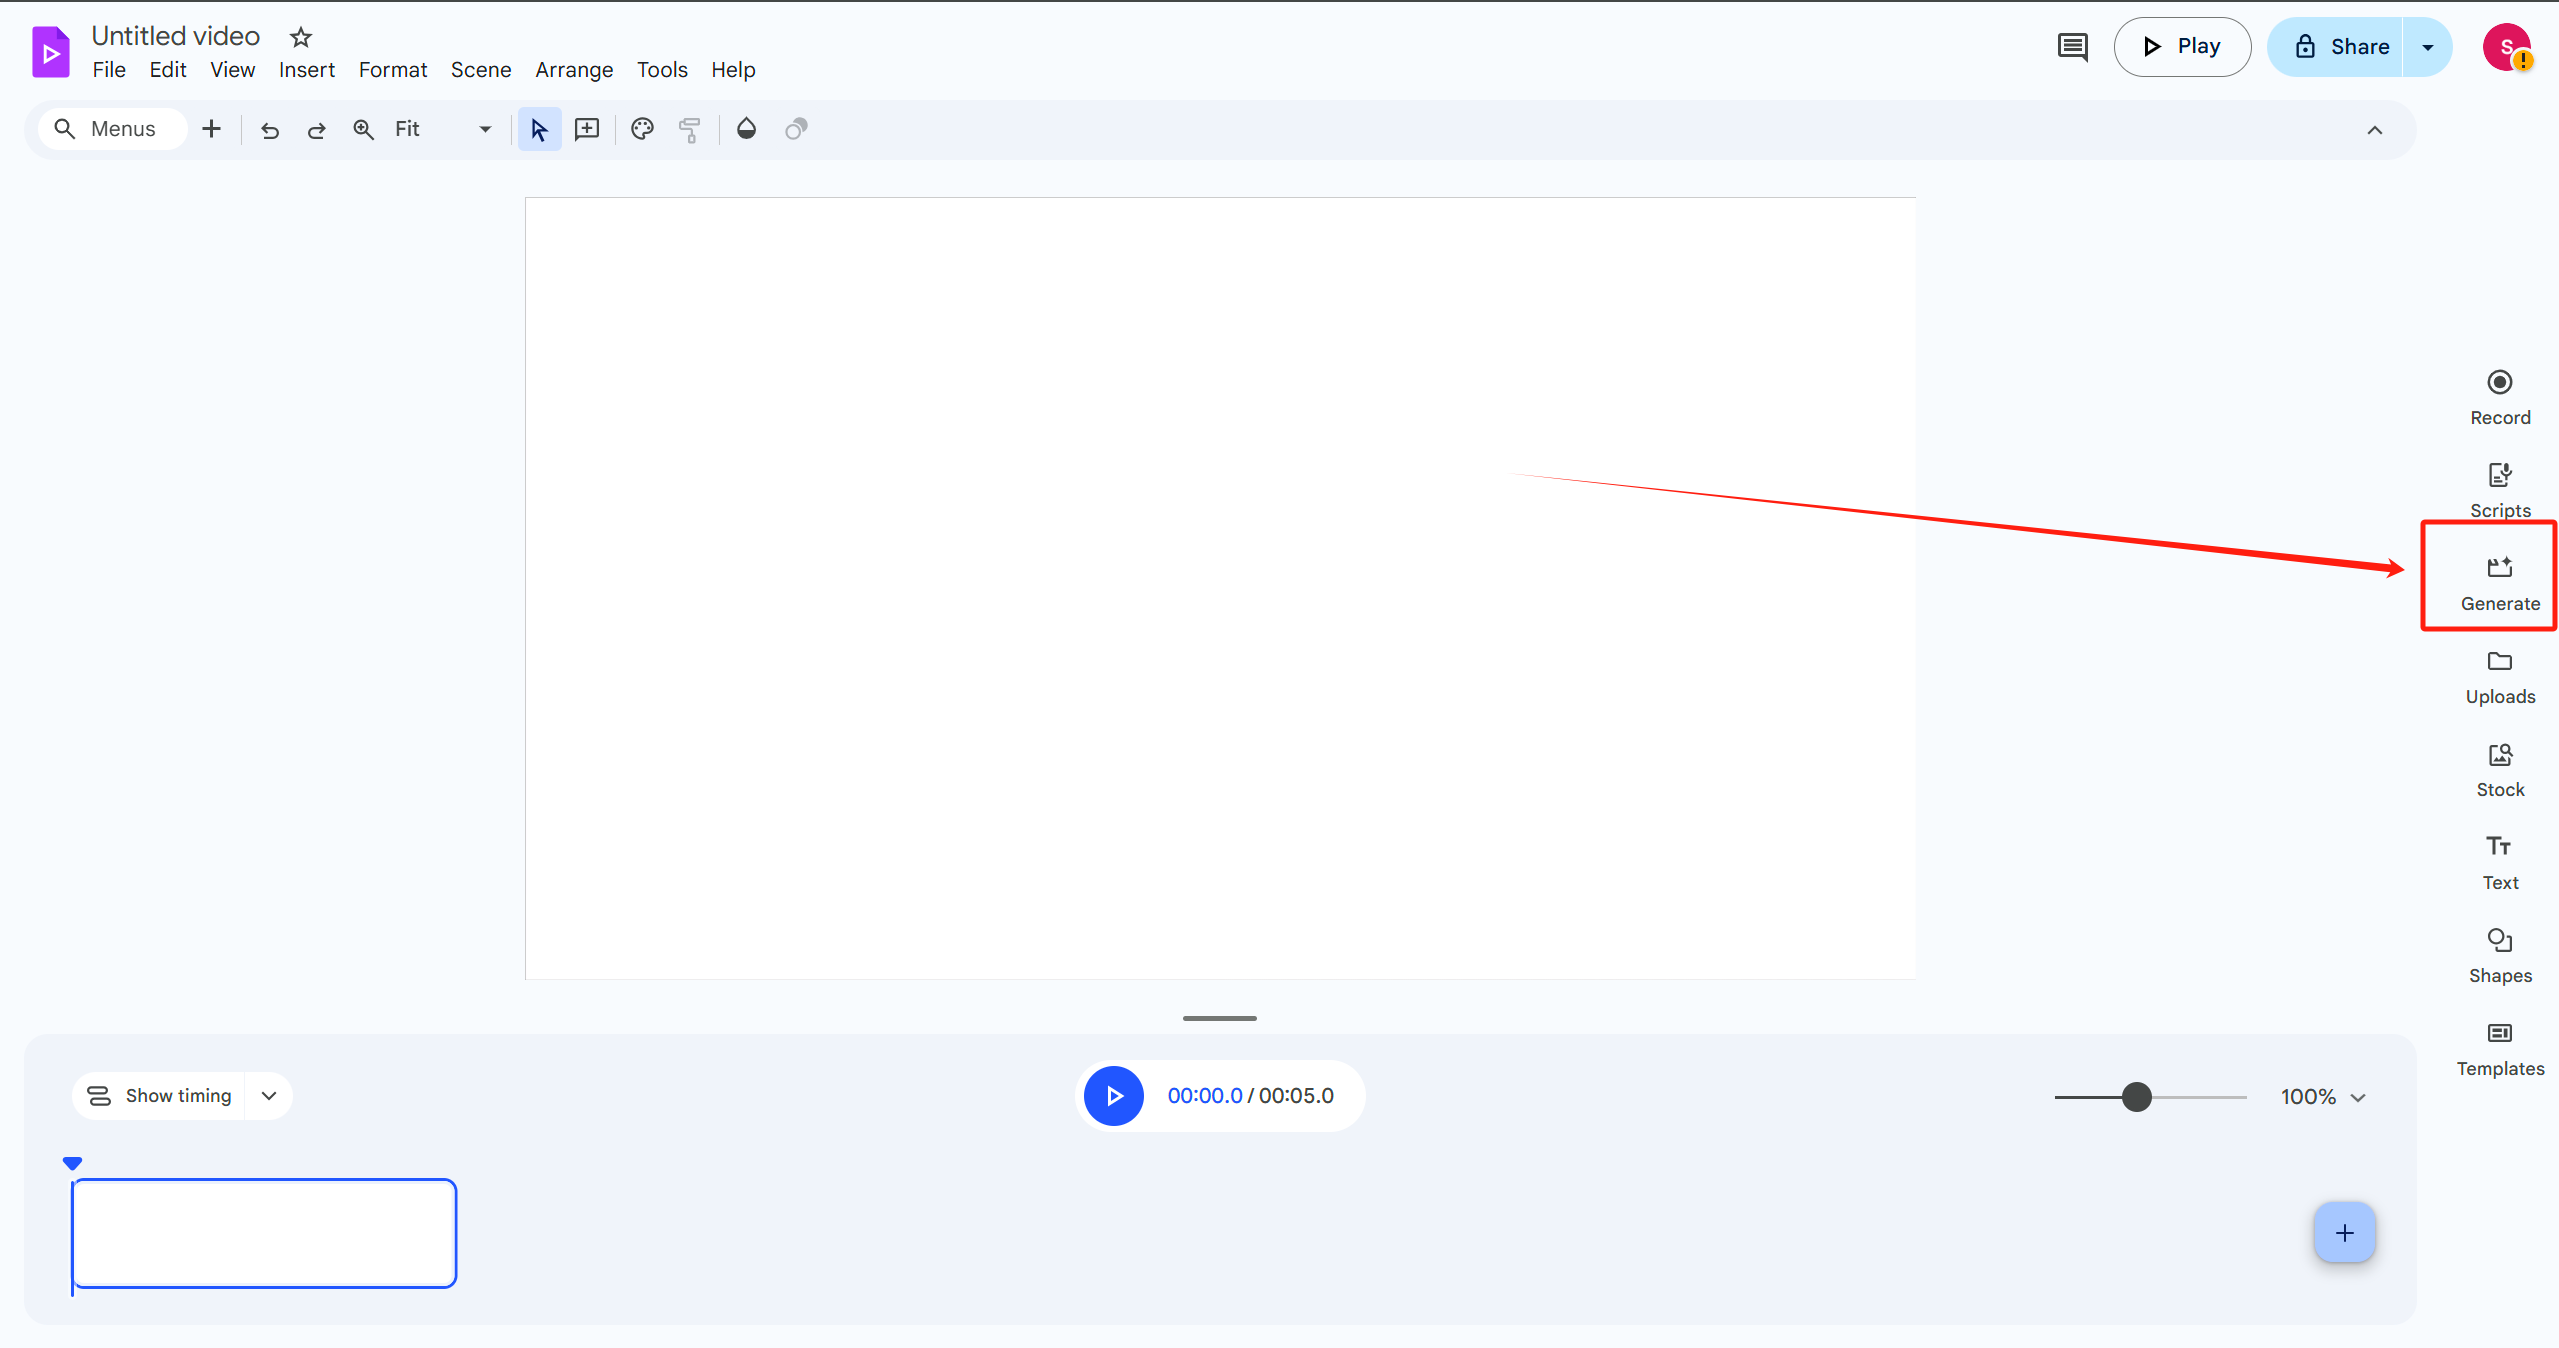 Untitled video
File Edit View Insert Format Scene Arrange Tools Help
Play
Share
S
Menus
Fit
Record
Scripts
Generate
Uploads
Stock
Text
Shapes
Templates
Show timing
00:00.0 / 00:05.0
100%